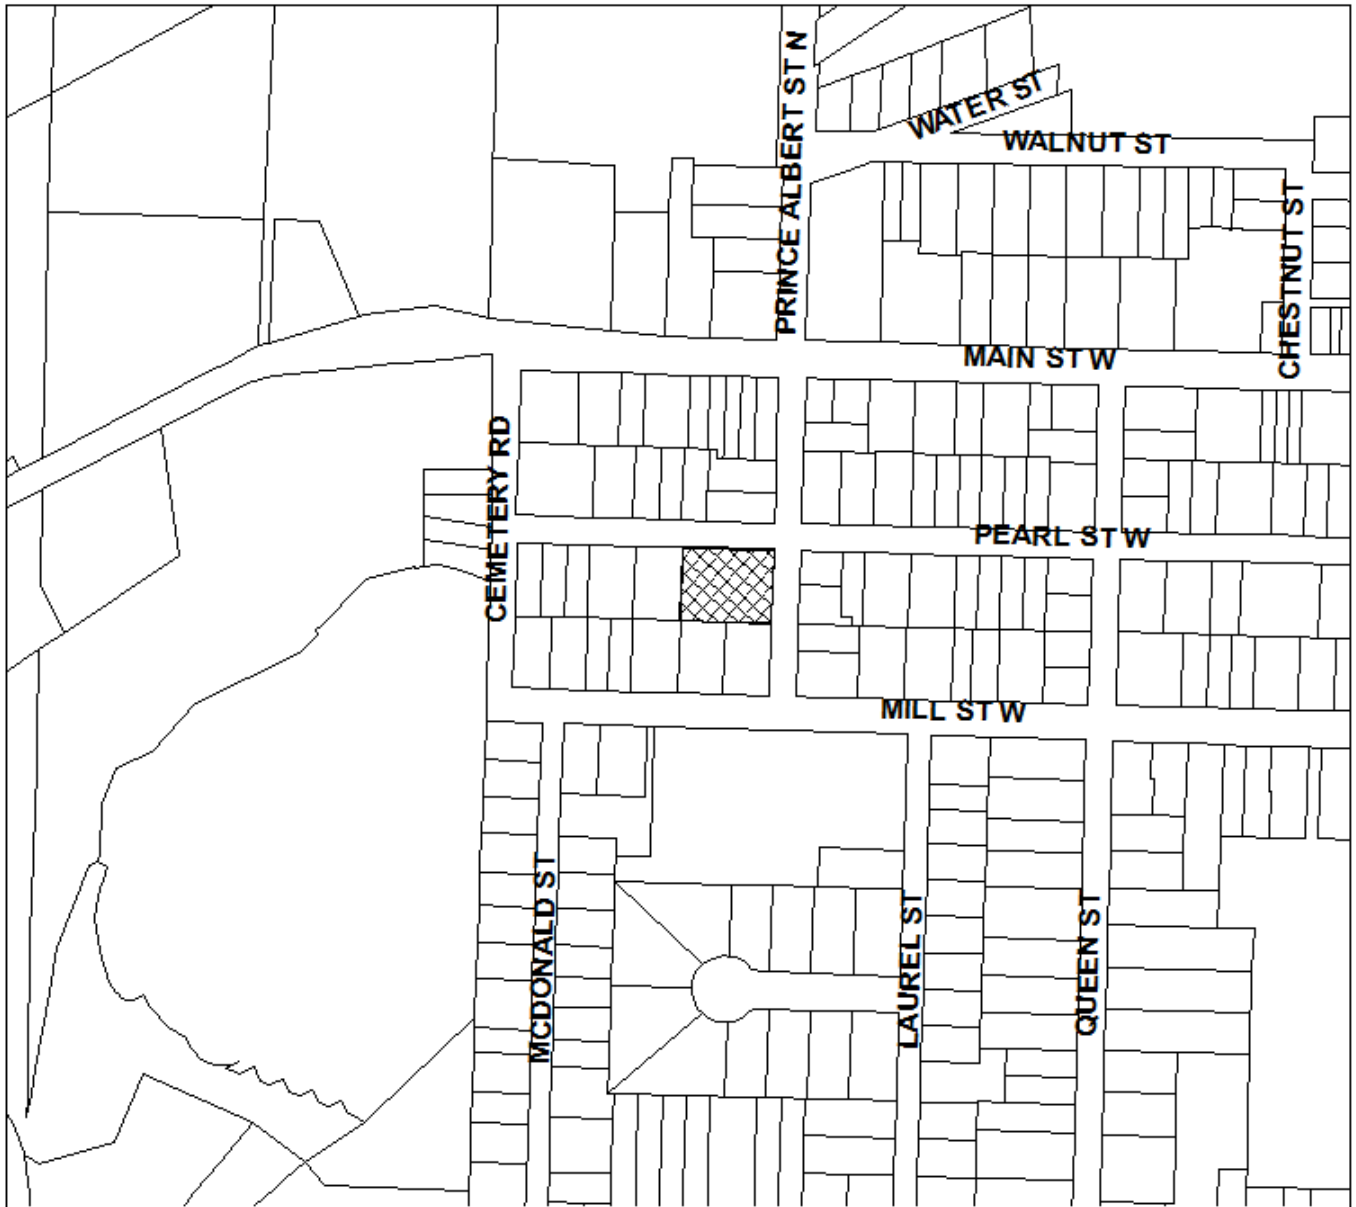 PRINCE ALBERT ST N
WATER ST
WALNUT ST
CHESTNUT ST
MAIN ST W
CEMETERY RD
PEARL ST W
MILL ST W
MCDONALD ST
LAUREL ST
QUEEN ST